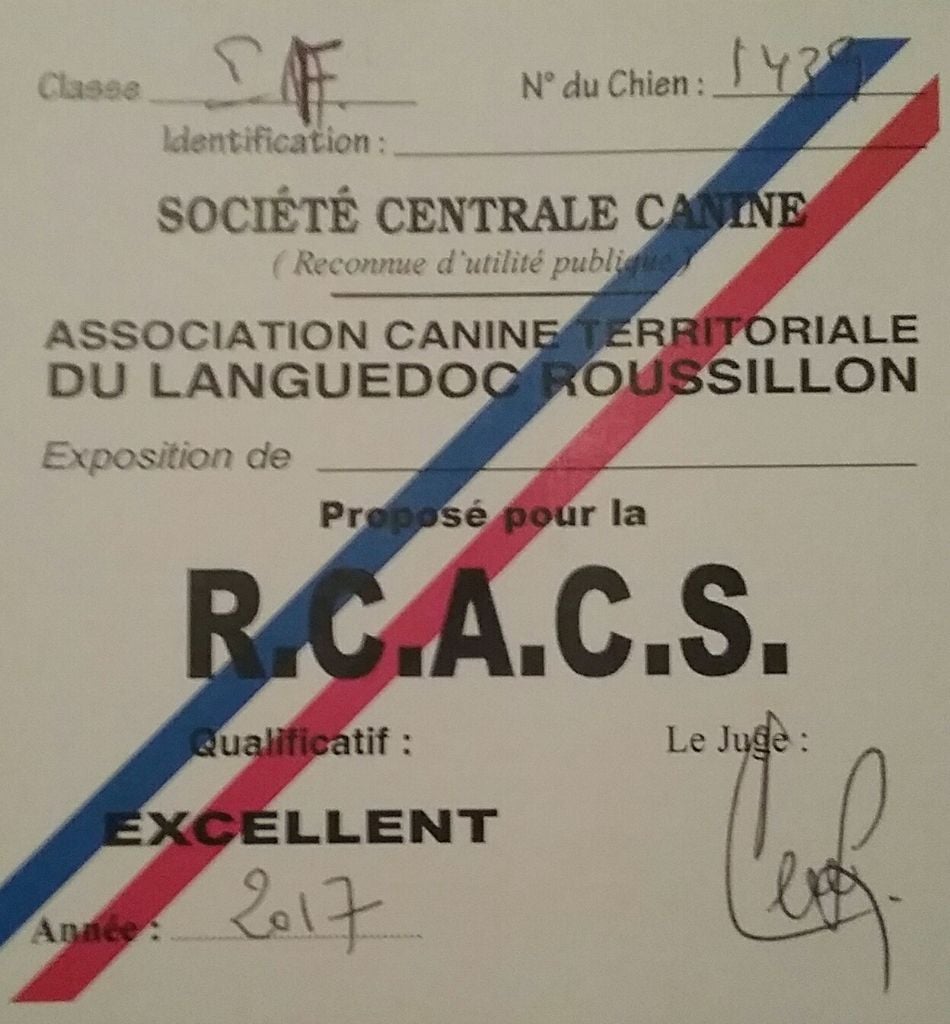 Classe N° du Chien : 1439
Identification :
SOCIÉTÉ CENTRALE CANINE
( Reconnue d'utilité publique )
ASSOCIATION CANINE TERRITORIALE
DU LANGUEDOC ROUSSILLON
Exposition de
Proposé pour la
R.C.A.C.S.
Qualificatif : Le Juge :
EXCELLENT
Année : 2017